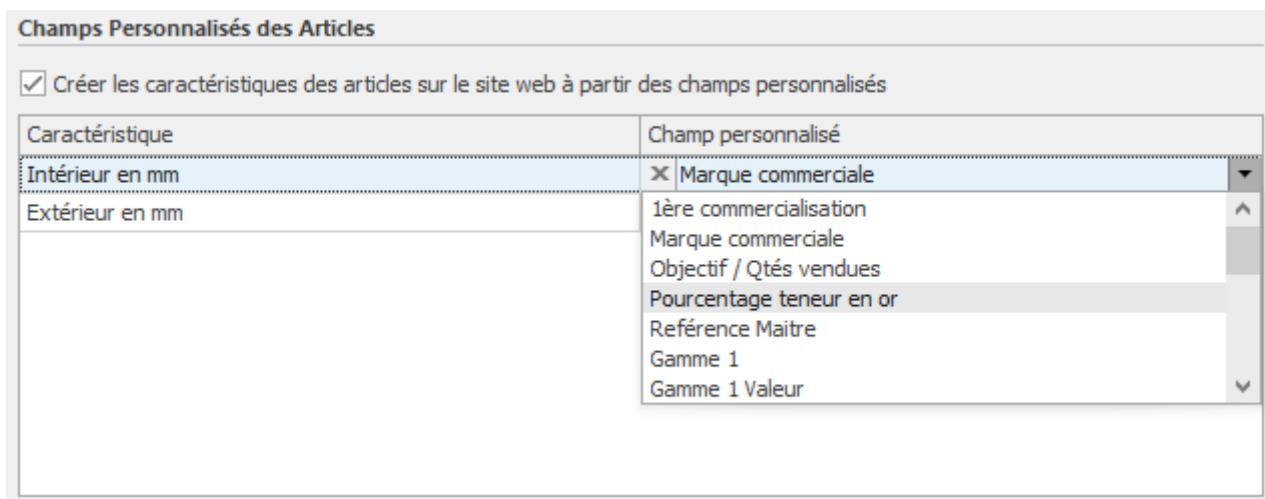 Champs Personnalisés des Articles
Créer les caractéristiques des articles sur le site web à partir des champs personnalisés
Caractéristique Champ personnalisé
Intérieur en mm Marque commerciale
Extérieur en mm
1ère commercialisation
Marque commerciale
Objectif / Qtés vendues
Pourcentage teneur en or
Reférence Maitre
Gamme 1
Gamme 1 Valeur